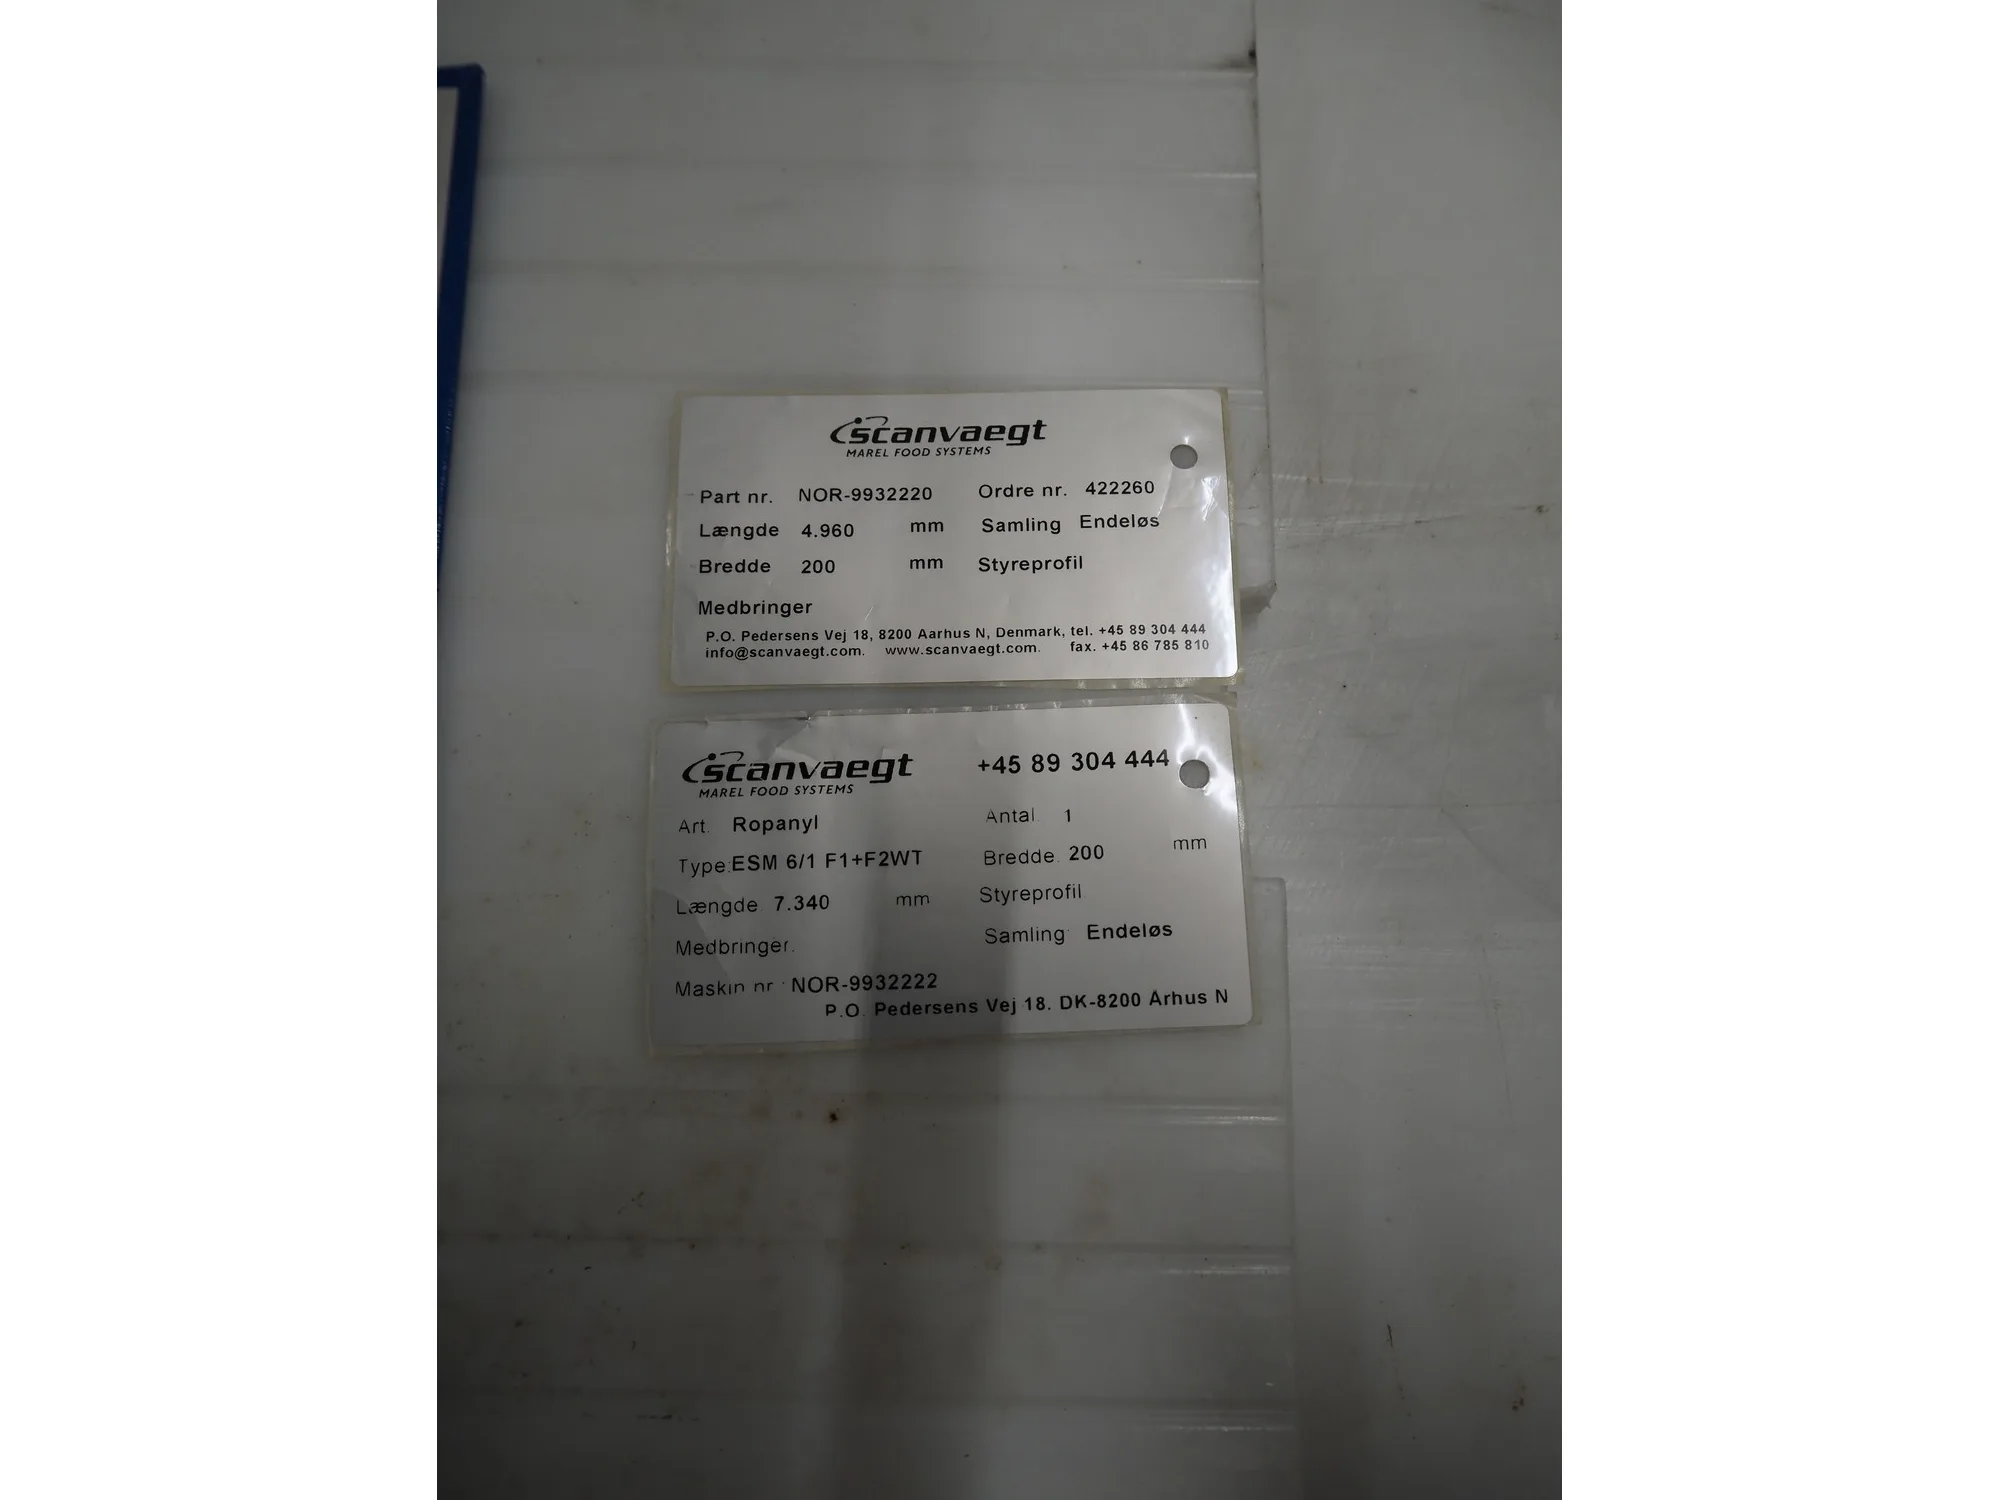 scanvaegt
MAREL FOOD SYSTEMS
Part nr. NOR-9932220 Ordre nr. 422260
Længde 4.960 mm Samling Endeløs
Bredde 200 mm Styreprofil
Medbringer
P.O. Pedersens Vej 18, 8200 Aarhus N, Denmark, tel. +45 89 304 444
info@scanvaegt.com. www.scanvaegt.com. fax. +45 86 785 810
scanvaegt +45 89 304 444
MAREL FOOD SYSTEMS
Art. Ropanyl Antal. 1
Type:ESM 6/1 F1+F2WT Bredde. 200 mm
Længde. 7.340 mm Styreprofil
Medbringer. Samling: Endeløs
Maskin nr.: NOR-9932222
P.O. Pedersens Vej 18. DK-8200 Århus N